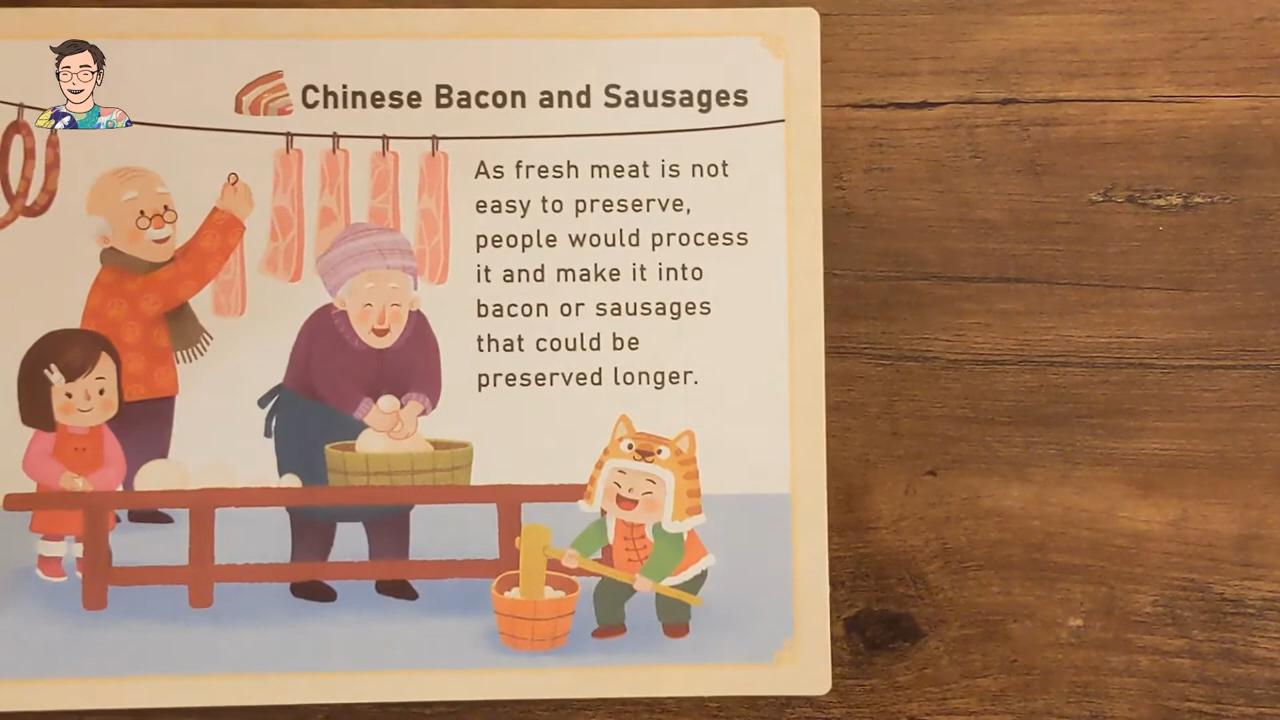 Chinese Bacon and Sausages
As fresh meat is not
easy to preserve,
people would process
it and make it into
bacon or sausages
that could be
preserved longer.